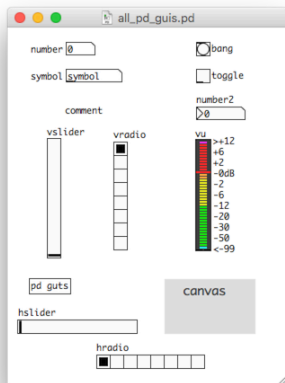 all_pd_guis.pd
number 0
bang
symbol symbol
toggle
comment
number2
0
vslider
vradio
vu
>+12
+6
+2
-0dB
-2
-6
-12
-20
-30
-50
<-99
pd guts
canvas
hslider
hradio